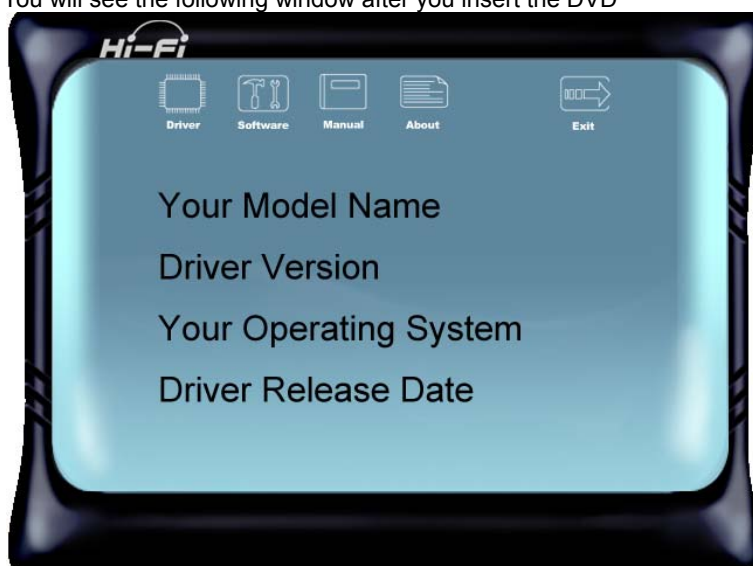 You will see the following window after you insert the DVD
Hi-Fi
Driver Software Manual About Exit
Your Model Name
Driver Version
Your Operating System
Driver Release Date